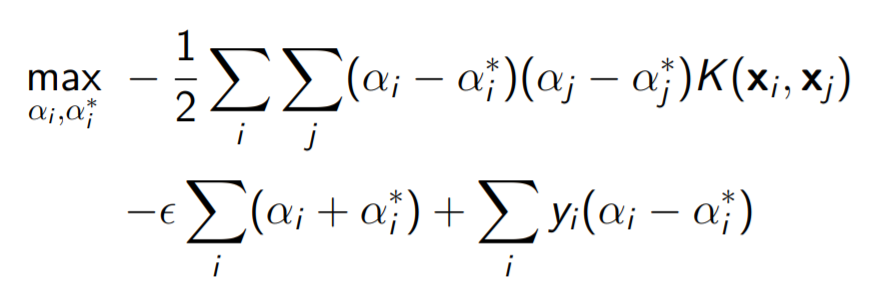 max_{α_i,α_i^*} − 1/2 ∑_i ∑_j (α_i − α_i^*)(α_j − α_j^*)K(𝐱_i, 𝐱_j)
−ϵ ∑_i (α_i + α_i^*) + ∑_i y_i(α_i − α_i^*)